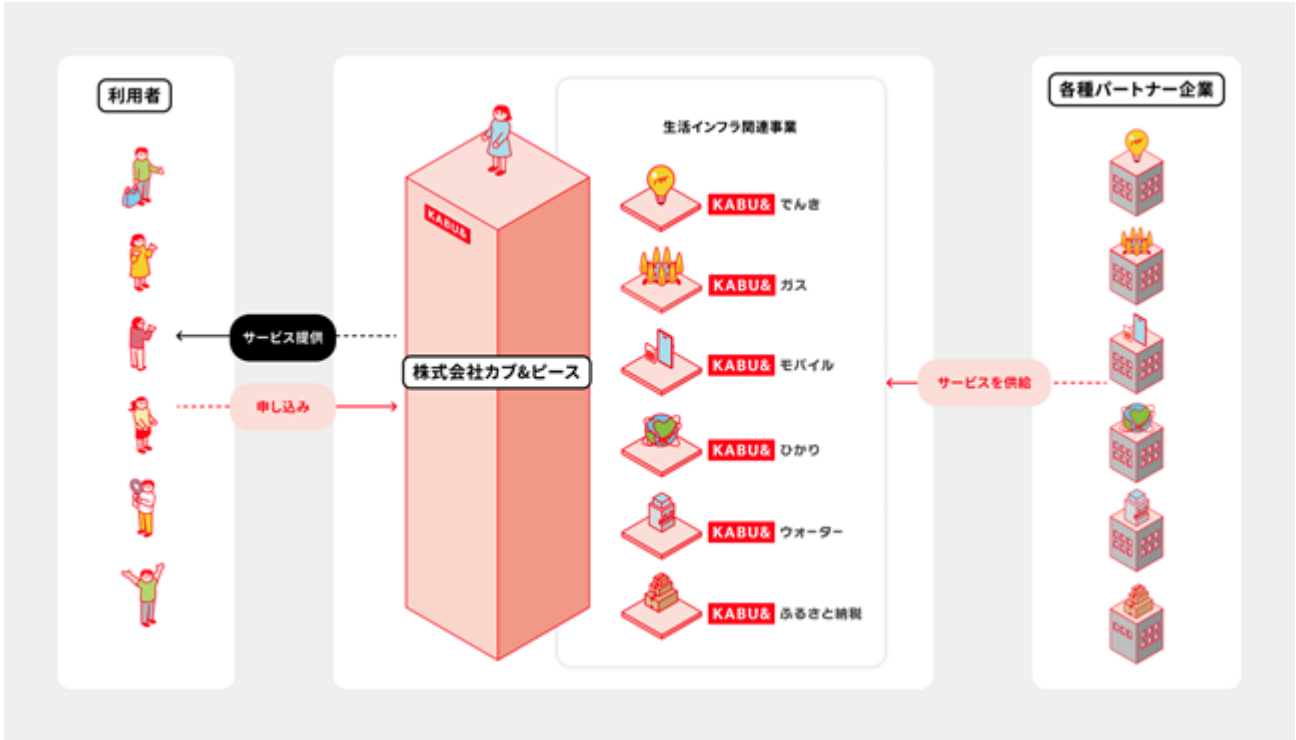 利用者
サービス提供
申し込み
KABU&
株式会社カブ&ピース
生活インフラ関連事業
KABU& でんき
KABU& ガス
KABU& モバイル
KABU& ひかり
KABU& ウォーター
KABU& ふるさと納税
サービスを供給
各種パートナー企業